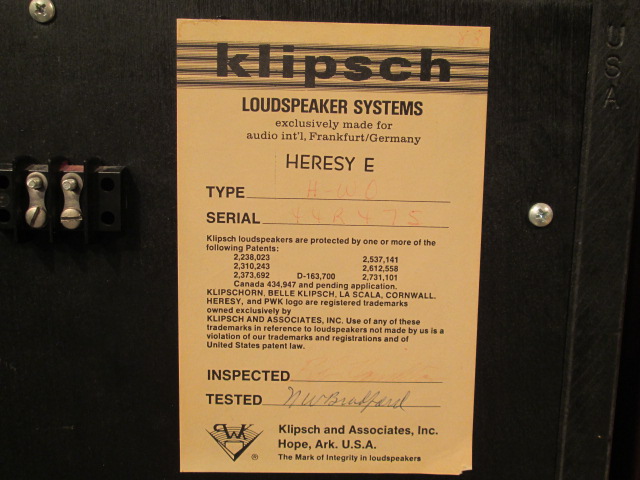 klipsch
LOUDSPEAKER SYSTEMS
exclusively made for
audio int'l, Frankfurt/Germany
HERESY E
TYPE H-WO
SERIAL 44R475
Klipsch loudspeakers are protected by one or more of the
following Patents:
2,238,023 2,537,141
2,310,243 2,612,558
2,373,692 D-163,700 2,731,101
Canada 434,947 and pending application.
KLIPSCHORN, BELLE KLIPSCH, LA SCALA, CORNWALL,
HERESY, and PWK logo are registered trademarks
owned exclusively by
KLIPSCH AND ASSOCIATES, INC. Use of any of these
trademarks in reference to loudspeakers not made by us is a
violation of our trademarks and registrations and of
United States patent law.
INSPECTED
TESTED NW Bradford
PWK ®
Klipsch and Associates, Inc.
Hope, Ark. U.S.A.
The Mark of Integrity in loudspeakers
USA